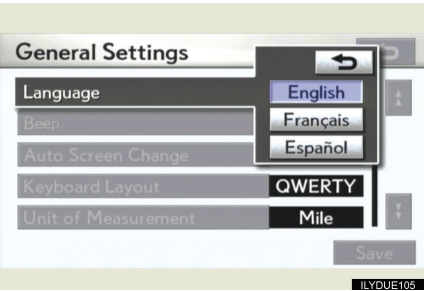 General Settings
Language
English
Français
Español
Beep
Auto Screen Change
Keyboard Layout QWERTY
Unit of Measurement Mile
Save
ILYDUE105